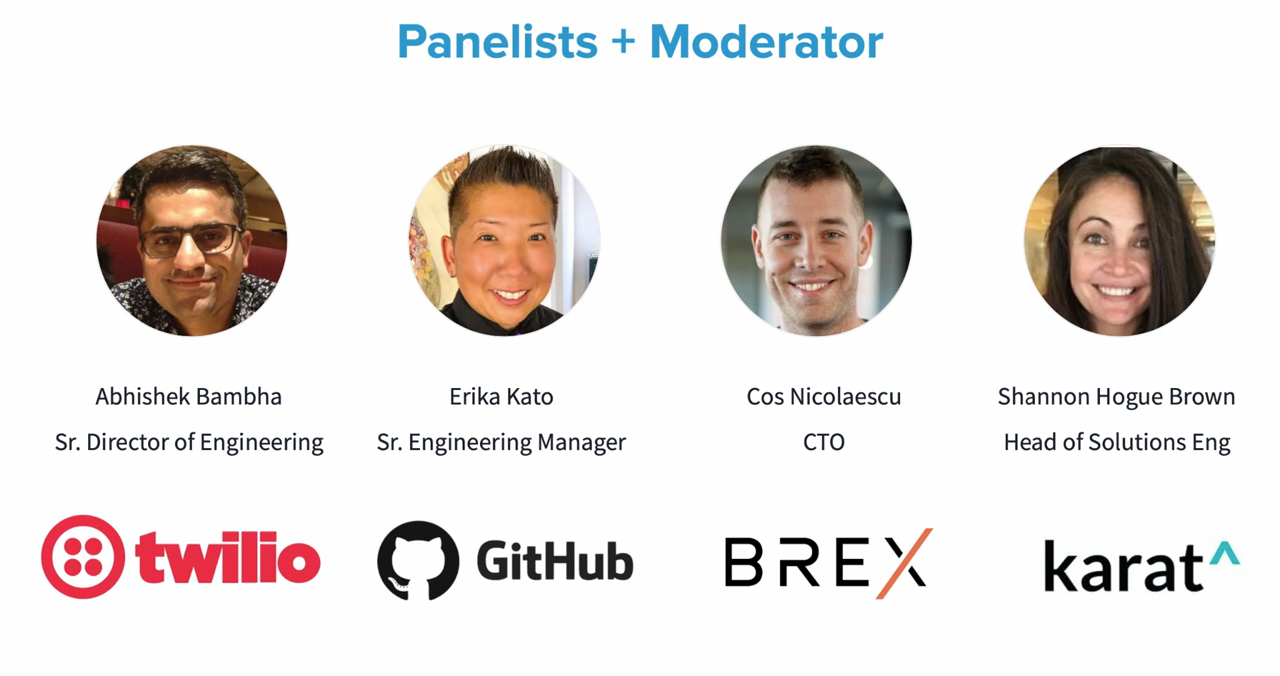 Panelists + Moderator
Abhishek Bambha
Sr. Director of Engineering
twilio
Erika Kato
Sr. Engineering Manager
GitHub
Cos Nicolaescu
CTO
BREX
Shannon Hogue Brown
Head of Solutions Eng
karat^